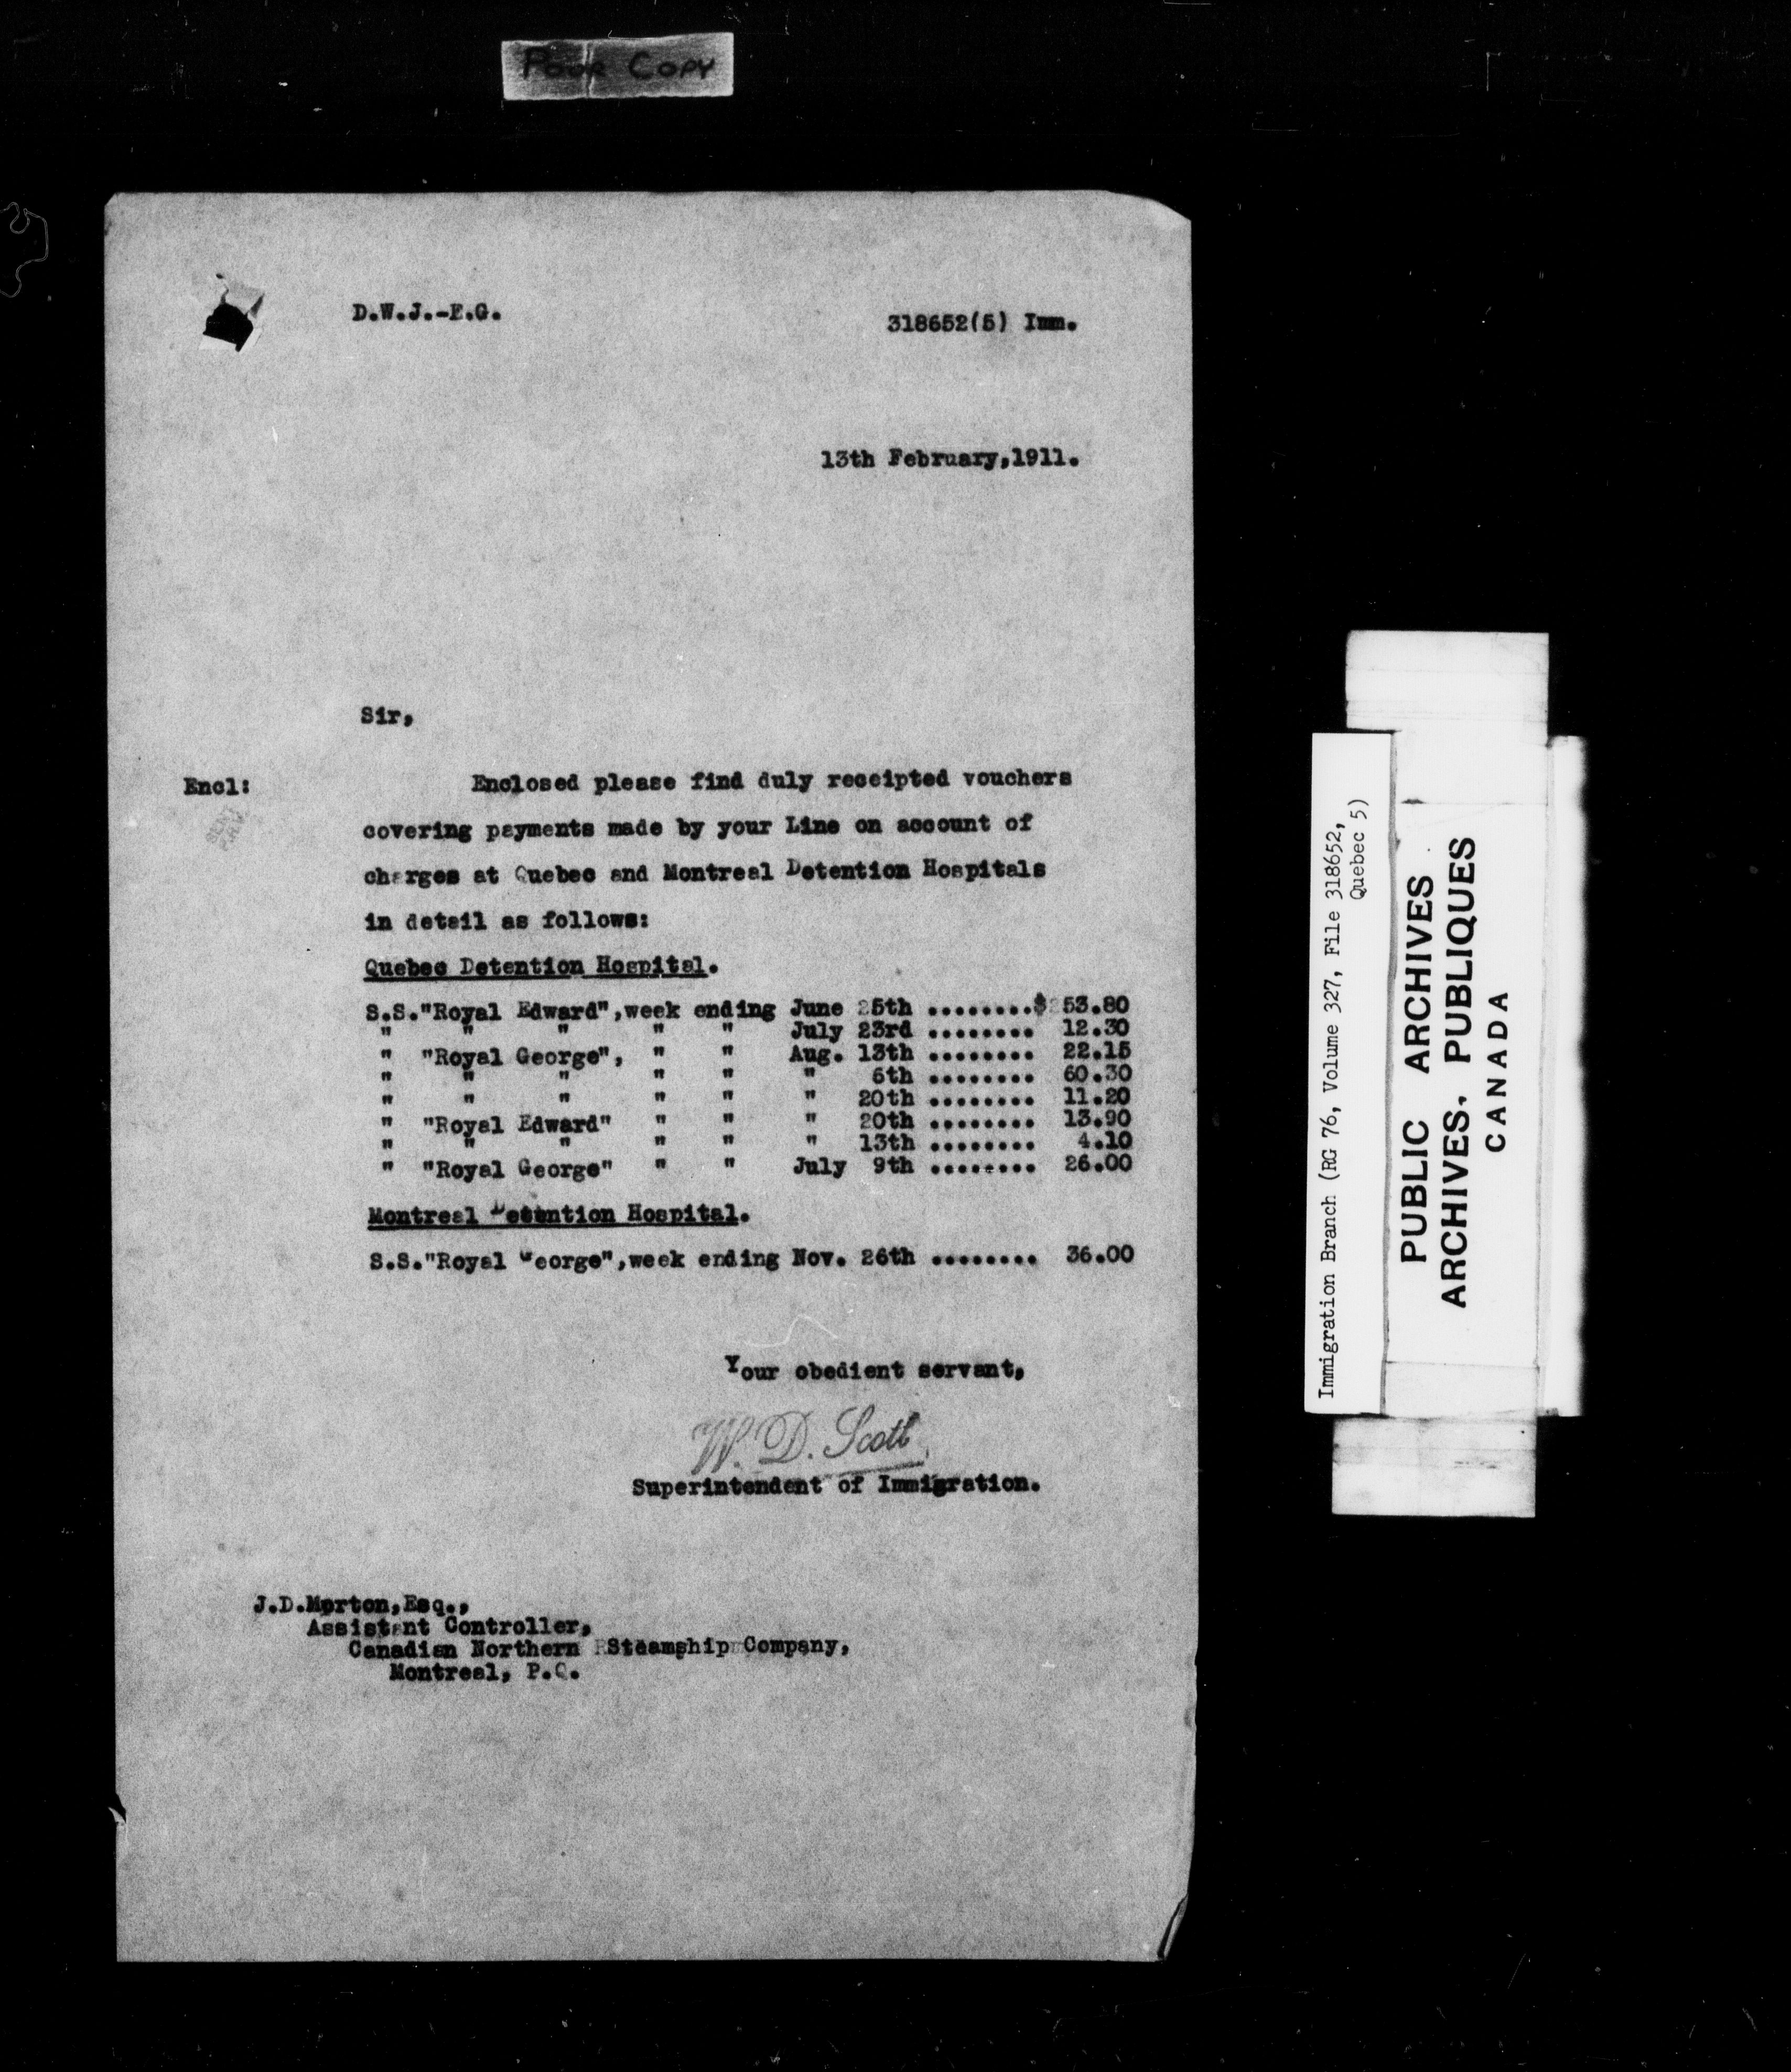 Poor Copy
D.W.J.-E.G.
318652(5) Imm.
13th February,1911.
Sir,
Encl: Enclosed please find duly receipted vouchers
covering payments made by your Line on account of
charges at Quebec and Montreal Detention Hospitals
in detail as follows:
Quebec Detention Hospital.
S.S."Royal Edward",week ending June 25th ........$ 53.80
" " " " " July 23rd ........ 12.30
" "Royal George", " " Aug. 13th ........ 22.15
" " " " " " 6th ........ 60.30
" " " " " " 20th ........ 11.20
" "Royal Edward" " " " 20th ........ 13.90
" " " " " " 13th ........ 4.10
" "Royal George" " " July 9th ........ 26.00
Montreal Detention Hospital.
S.S."Royal George",week ending Nov. 26th ........ 36.00
Your obedient servant,
W. D. Scott
Superintendent of Immigration.
J.D.Morton,Esq.,
Assistant Controller,
Canadian Northern Steamship Company,
Montreal, P.Q.
Immigration Branch (RG 76, Volume 327, File 318652,
Quebec 5)
PUBLIC ARCHIVES
ARCHIVES. PUBLIQUES
CANADA